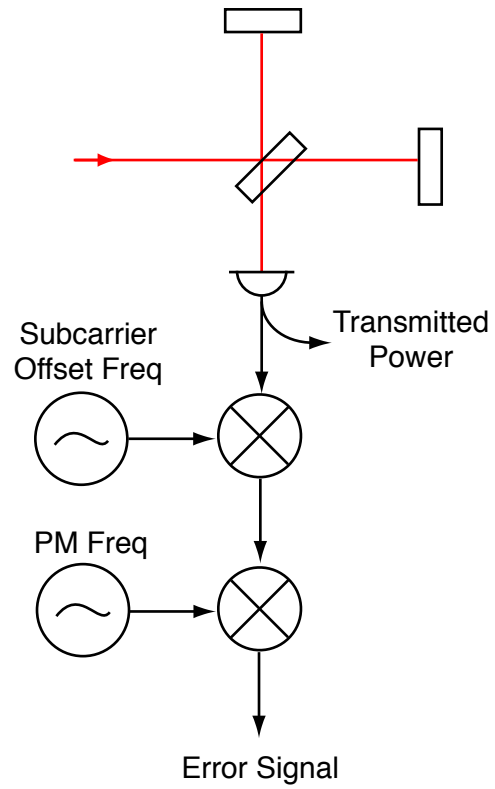 Transmitted
Power
Subcarrier
Offset Freq
PM Freq
Error Signal